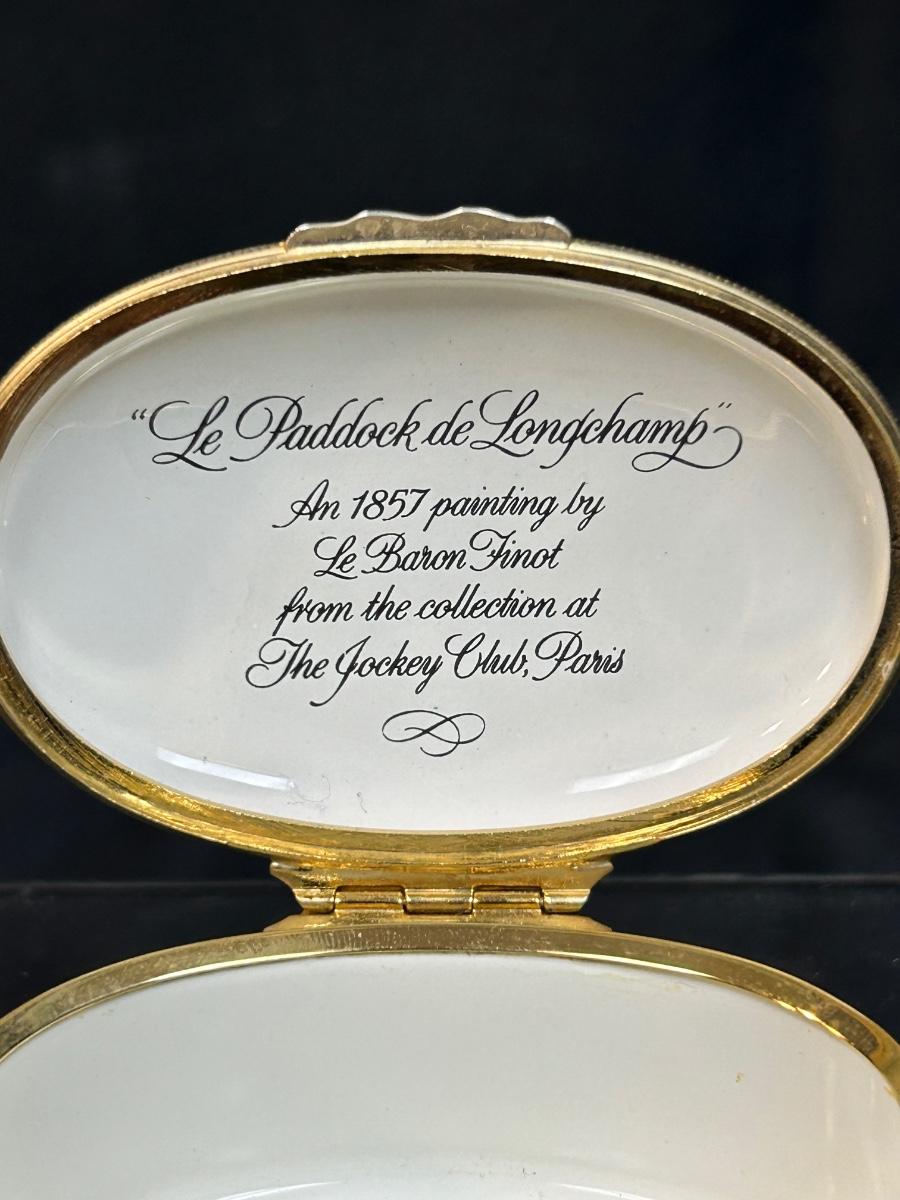 “Le Paddock de Longchamp”
An 1857 painting by
Le Baron Finot
from the collection at
The Jockey Club, Paris